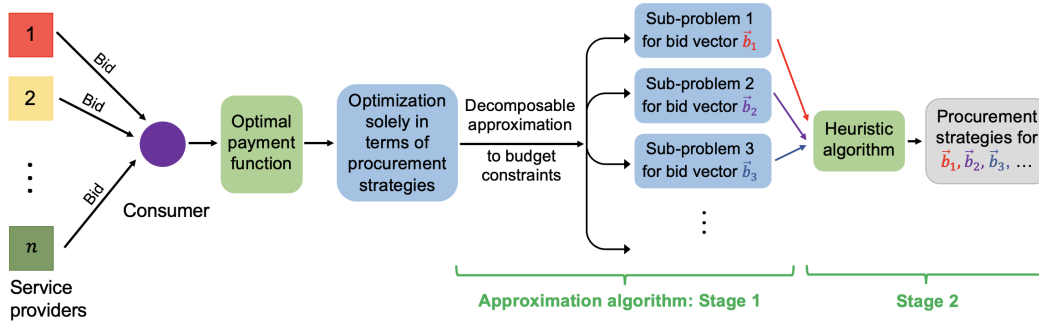 1
Bid
2
Bid
Bid
n
Service
providers
Consumer
Optimal
payment
function
Optimization
solely in
terms of
procurement
strategies
Decomposable
approximation
to budget
constraints
Sub-problem 1
for bid vector b⃗₁
Sub-problem 2
for bid vector b⃗₂
Sub-problem 3
for bid vector b⃗₃
Heuristic
algorithm
Procurement
strategies for
b⃗₁, b⃗₂, b⃗₃, ...
Approximation algorithm: Stage 1
Stage 2